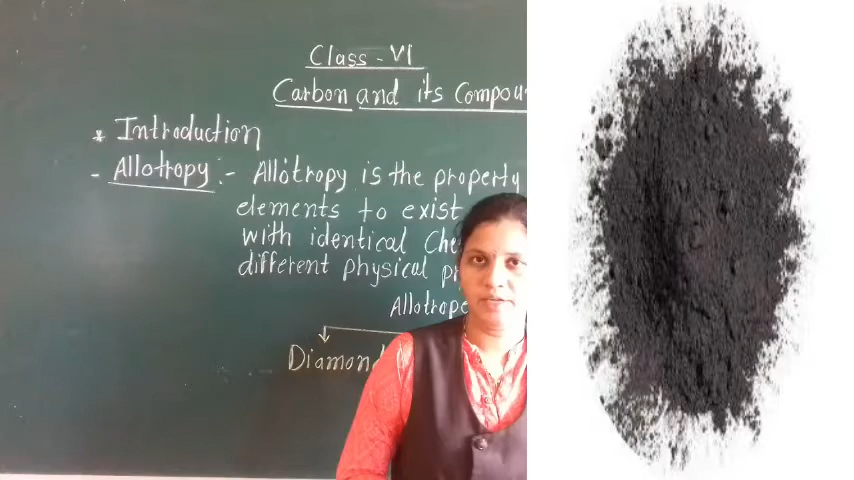 Class - VI
Carbon and its Compou
* Introduction
- Allotropy :- Allotropy is the property
elements to exist
with identical Che
different physical p
Allotrope
Diamond